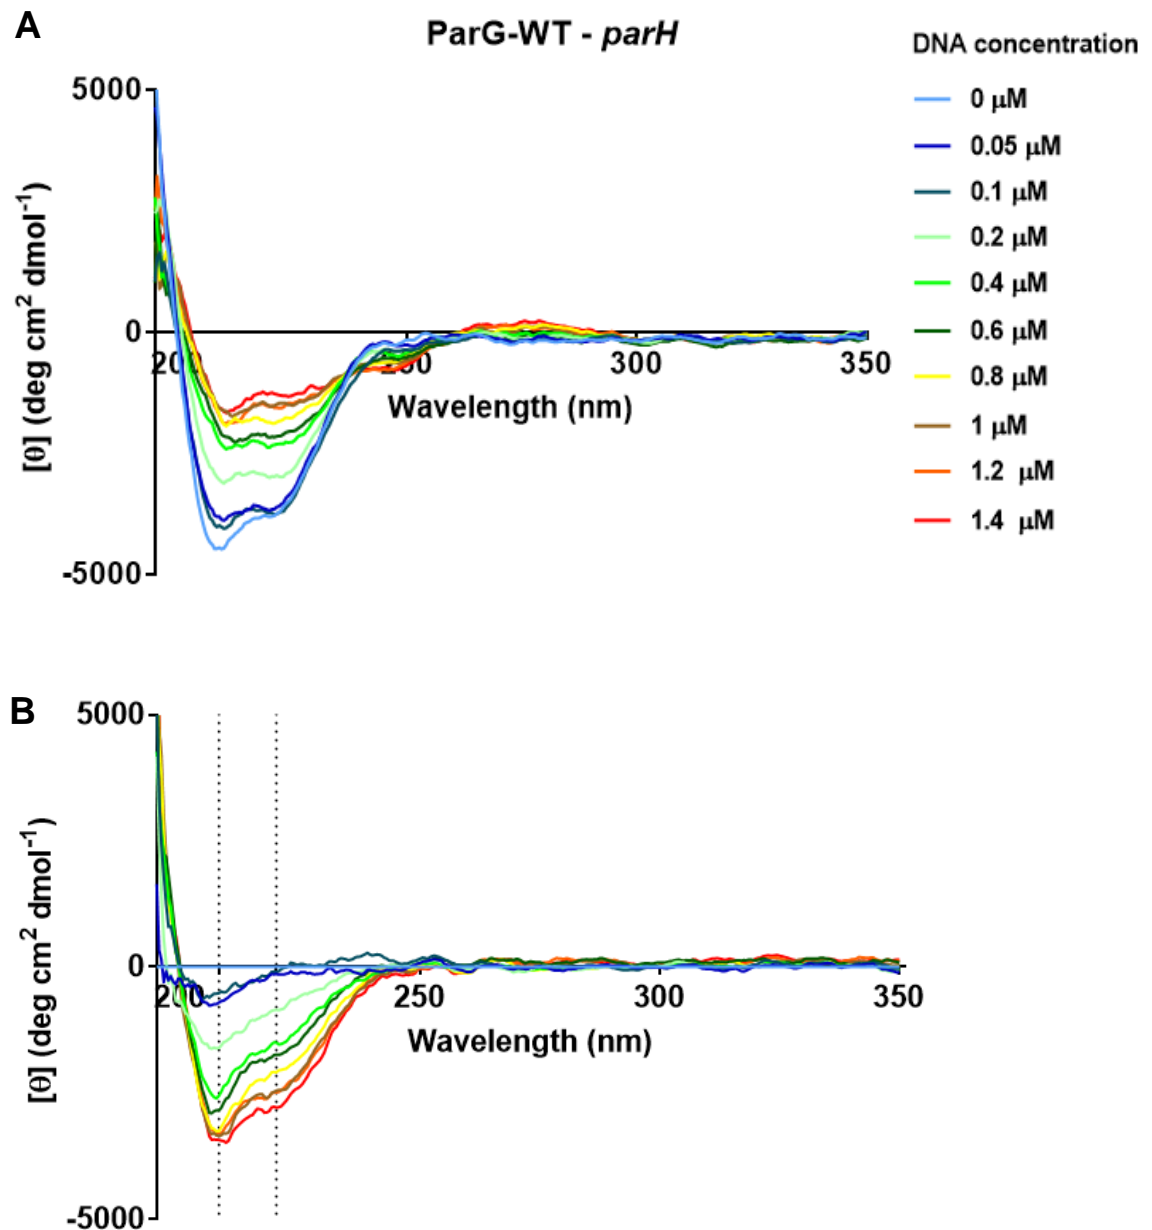 A
ParG-WT - parH
DNA concentration
0 μM
0.05 μM
0.1 μM
0.2 μM
0.4 μM
0.6 μM
0.8 μM
1 μM
1.2 μM
1.4 μM
5000
0
-5000
[θ] (deg cm² dmol⁻¹)
200
250
300
350
Wavelength (nm)
B
5000
0
-5000
[θ] (deg cm² dmol⁻¹)
200
250
300
350
Wavelength (nm)